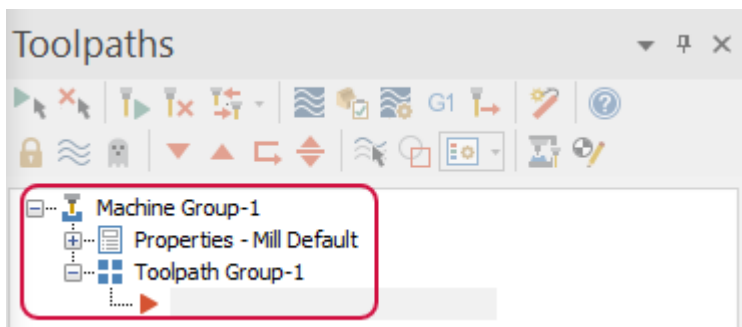 Toolpaths
G1
Machine Group-1
Properties - Mill Default
Toolpath Group-1